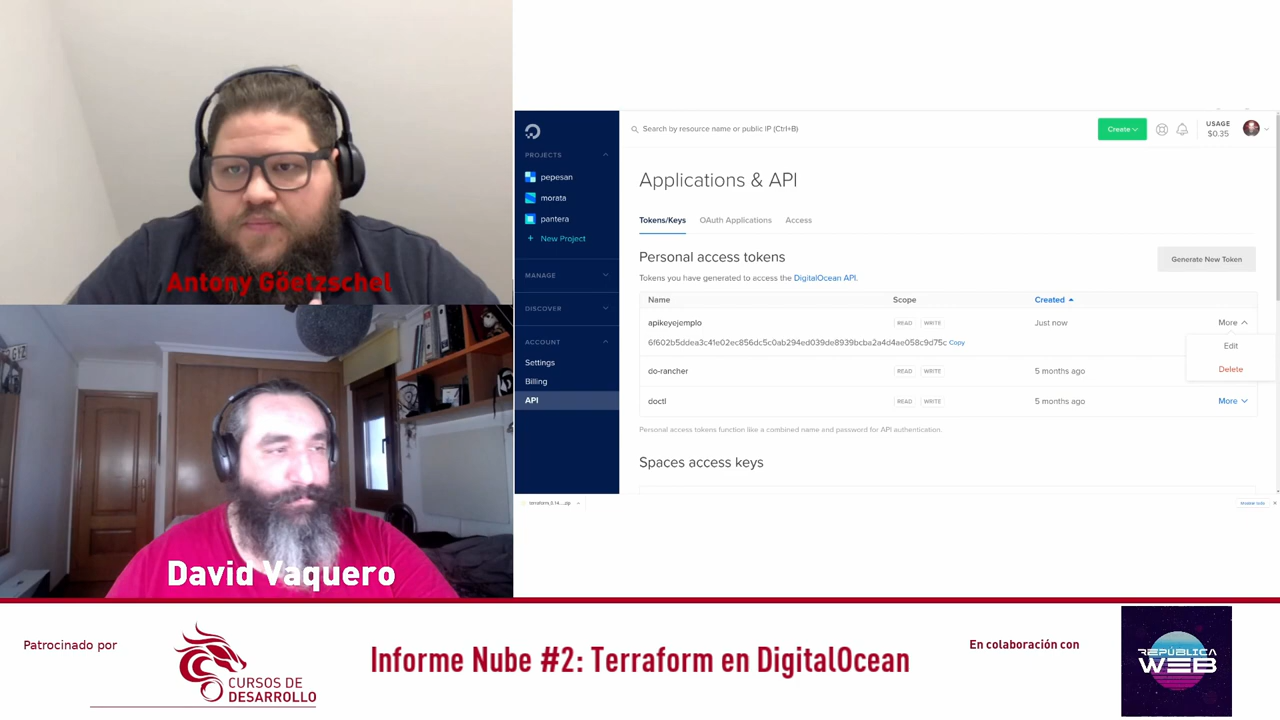 Antony Göetzschel
David Vaquero
Search by resource name or public IP (Ctrl+B)
Create
USAGE
$0.35
PROJECTS
pepesan
morata
pantera
+ New Project
MANAGE
DISCOVER
ACCOUNT
Settings
Billing
API
Applications & API
Tokens/Keys OAuth Applications Access
Personal access tokens
Generate New Token
Tokens you have generated to access the DigitalOcean API.
Name Scope Created
apikeyejemplo READ WRITE Just now More
6f602b5ddea3c41e02ec856dc5c0ab294ed039de8939bcba2a4d4ae058c9d75c Copy
Edit
Delete
do-rancher READ WRITE 5 months ago
doctl READ WRITE 5 months ago More
Personal access tokens function like a combined name and password for API authentication.
Spaces access keys
terraform_0.14....zip
Patrocinado por
CURSOS DE
DESARROLLO
Informe Nube #2: Terraform en DigitalOcean
En colaboración con
REPÚBLICA
WEB